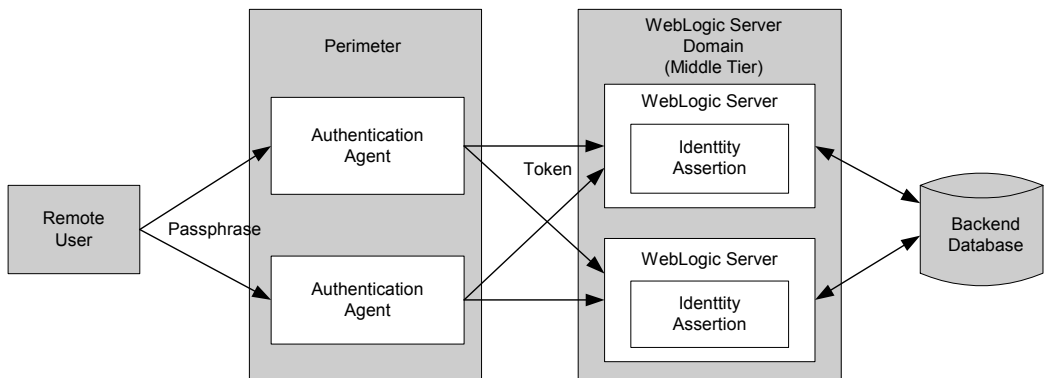 Remote
User
Passphrase
Perimeter
Authentication
Agent
Authentication
Agent
Token
WebLogic Server
Domain
(Middle Tier)
WebLogic Server
Identtity
Assertion
WebLogic Server
Identtity
Assertion
Backend
Database